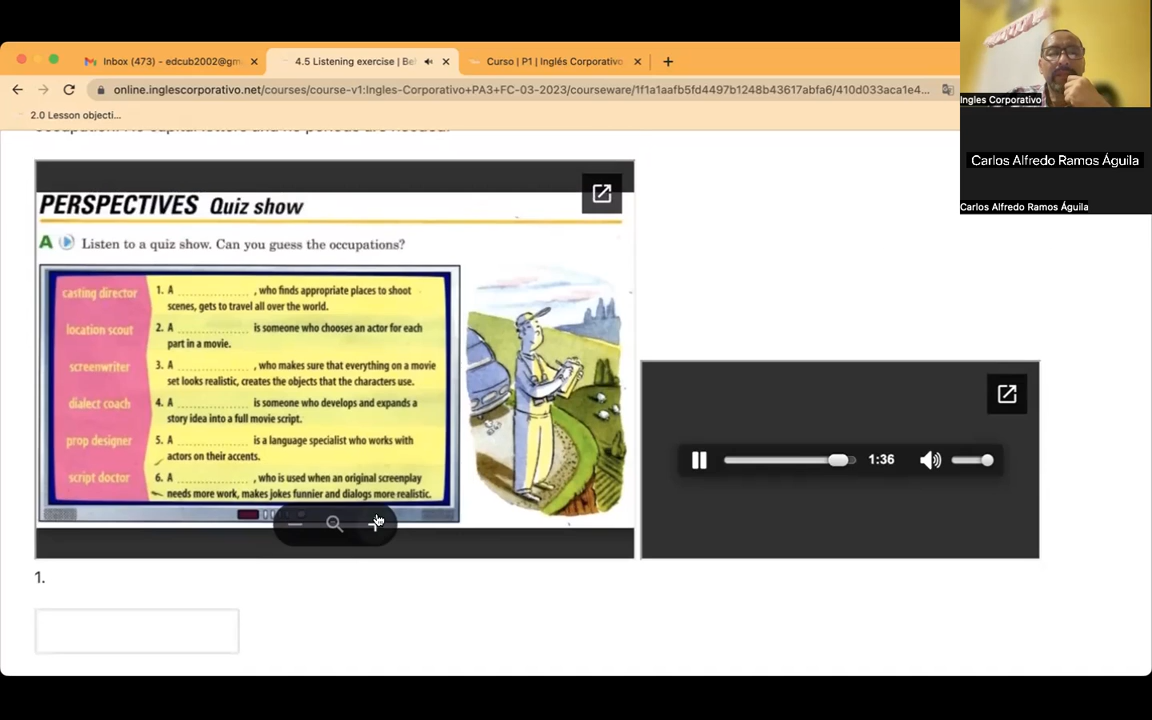 Inbox (473) - edcub2002@gm
4.5 Listening exercise | Be
Curso | P1 | Inglés Corporativo
online.inglescorporativo.net/courses/course-v1:Ingles-Corporativo+PA3+FC-03-2023/courseware/1f1a1aafb5fd4497b1248b43617abfa6/410d033aca1e4...
2.0 Lesson objecti...
Ingles Corporativo
Carlos Alfredo Ramos Águila
Carlos Alfredo Ramos Águila
PERSPECTIVES Quiz show
A Listen to a quiz show. Can you guess the occupations?
casting director
location scout
screenwriter
dialect coach
prop designer
script doctor
1. A ______________ , who finds appropriate places to shoot
scenes, gets to travel all over the world.
2. A ______________ is someone who chooses an actor for each
part in a movie.
3. A ______________ , who makes sure that everything on a movie
set looks realistic, creates the objects that the characters use.
4. A ______________ is someone who develops and expands a
story idea into a full movie script.
5. A ______________ is a language specialist who works with
actors on their accents.
6. A ______________ , who is used when an original screenplay
needs more work, makes jokes funnier and dialogs more realistic.
1:36
1.